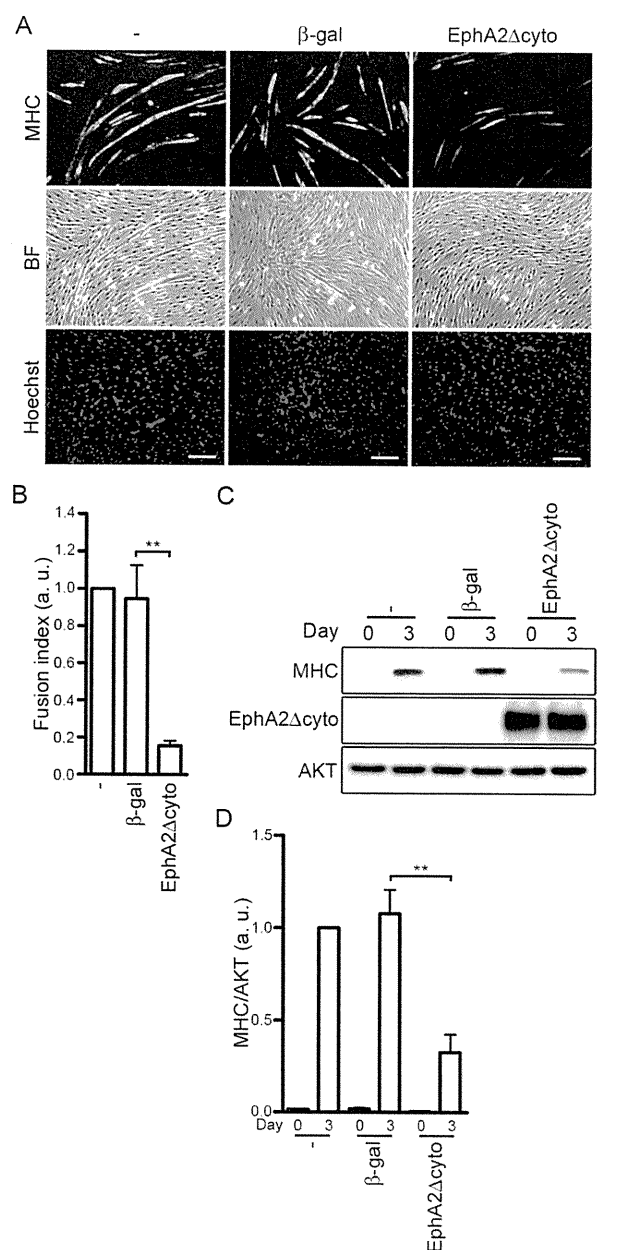 A
- β-gal EphA2Δcyto
MHC
BF
Hoechst
B
Fusion index (a. u.)
1.4
1.2
1.0
0.8
0.6
0.4
0.2
0.0
**
- β-gal EphA2Δcyto
C
- β-gal EphA2Δcyto
Day 0 3 0 3 0 3
MHC
EphA2Δcyto
AKT
D
MHC/AKT (a. u.)
1.5
1.0
0.5
0.0
**
Day 0 3 0 3 0 3
- β-gal EphA2Δcyto